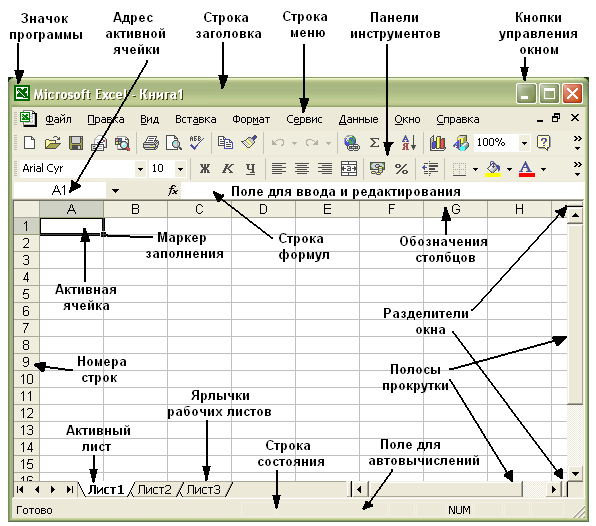 Значок программы
Адрес активной ячейки
Строка заголовка
Строка меню
Панели инструментов
Кнопки управления окном
Microsoft Excel - Книга1
Файл Правка Вид Вставка Формат Сервис Данные Окно Справка
100%
Arial Cyr 10 Ж К Ч %
A1 fx Поле для ввода и редактирования
A B C D E F G H
1
2
3
4
5
6
7
8
9
10
11
12
13
14
15
16
Маркер заполнения
Строка формул
Обозначения столбцов
Активная ячейка
Разделители окна
Номера строк
Полосы прокрутки
Ярлычки рабочих листов
Активный лист
Строка состояния
Поле для автовычислений
Лист1 Лист2 Лист3
Готово NUM